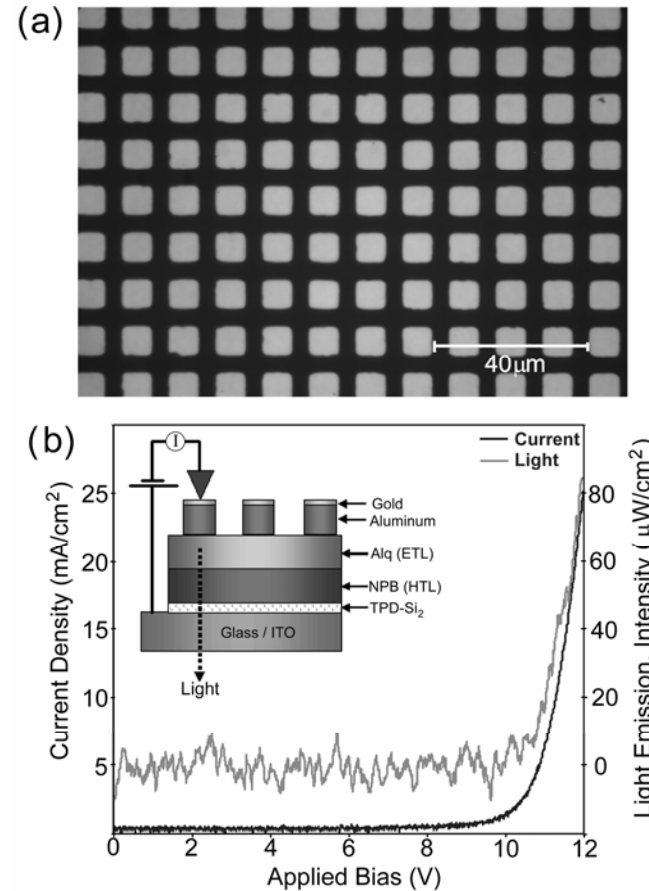 (a)
40μm
(b)
Current
Light
I
Gold
Aluminum
Alq (ETL)
NPB (HTL)
TPD-Si2
Glass / ITO
Light
Current Density (mA/cm2)
25
20
15
10
5
Light Emission, Intensity (μW/cm2)
80
60
40
20
0
0 2 4 6 8 10 12
Applied Bias (V)